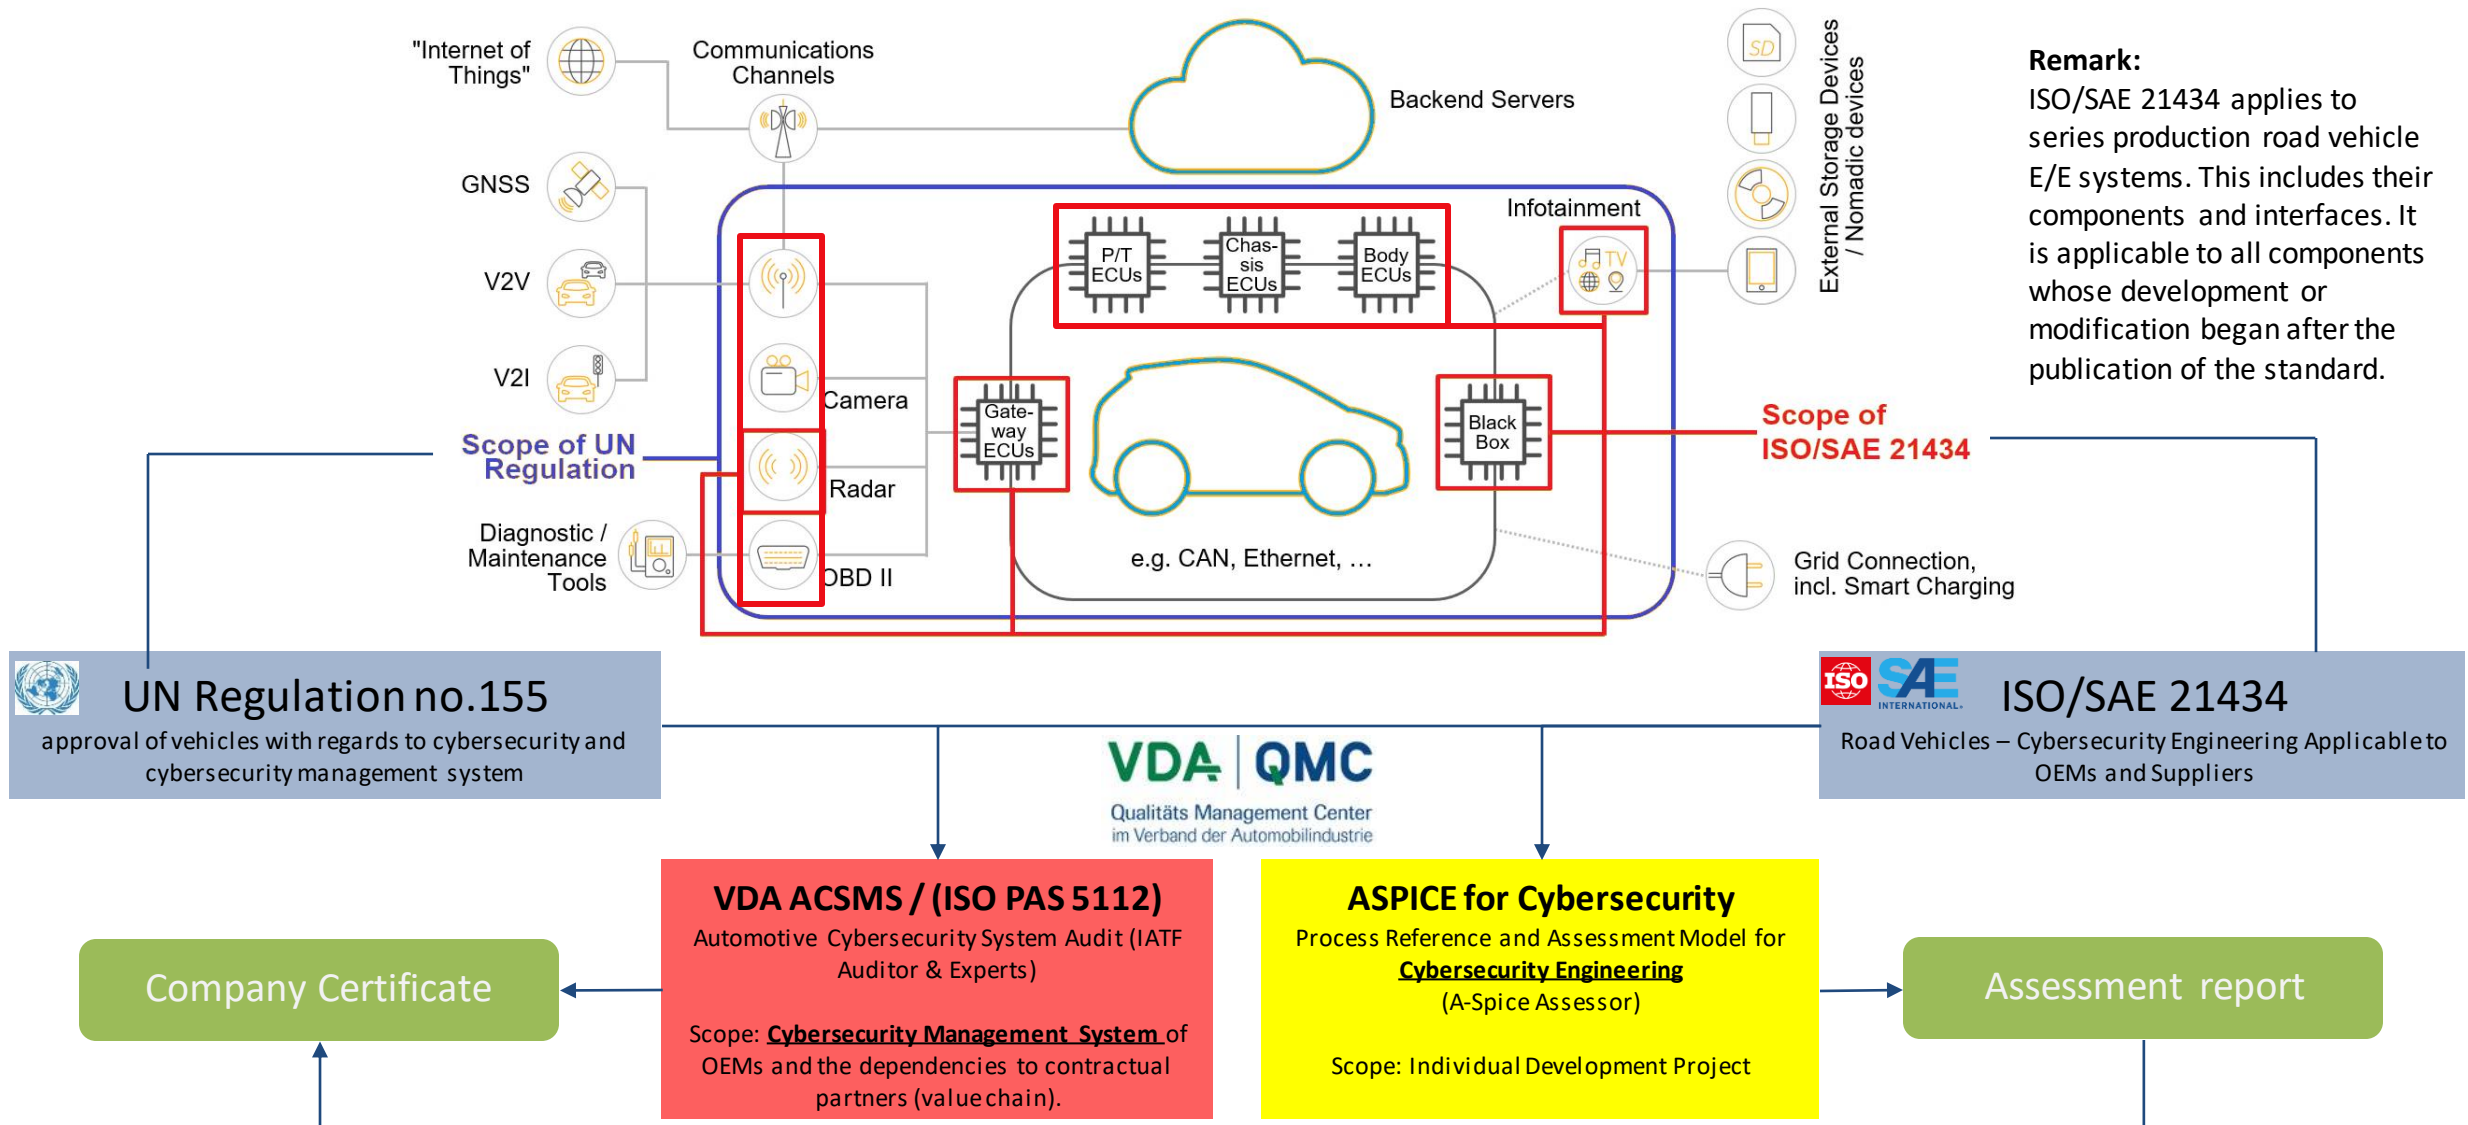 "Internet of
Things"
Communications
Channels
Backend Servers
SD
External Storage Devices
/ Nomadic devices
Remark:
ISO/SAE 21434 applies to
series production road vehicle
E/E systems. This includes their
components and interfaces. It
is applicable to all components
whose development or
modification began after the
publication of the standard.
GNSS
V2V
V2I
Infotainment
TV
P/T
ECUs
Chas-
sis
ECUs
Body
ECUs
Camera
Radar
OBD II
Gate-
way
ECUs
Black
Box
e.g. CAN, Ethernet, ...
Scope of UN
Regulation
Scope of
ISO/SAE 21434
Diagnostic /
Maintenance
Tools
Grid Connection,
incl. Smart Charging
UN Regulation no.155
approval of vehicles with regards to cybersecurity and
cybersecurity management system
VDA QMC
Qualitäts Management Center
im Verband der Automobilindustrie
ISO
SAE
INTERNATIONAL®
ISO/SAE 21434
Road Vehicles – Cybersecurity Engineering Applicable to
OEMs and Suppliers
VDA ACSMS / (ISO PAS 5112)
Automotive Cybersecurity System Audit (IATF
Auditor & Experts)
Scope: Cybersecurity Management System of
OEMs and the dependencies to contractual
partners (value chain).
ASPICE for Cybersecurity
Process Reference and Assessment Model for
Cybersecurity Engineering
(A-Spice Assessor)
Scope: Individual Development Project
Company Certificate
Assessment report